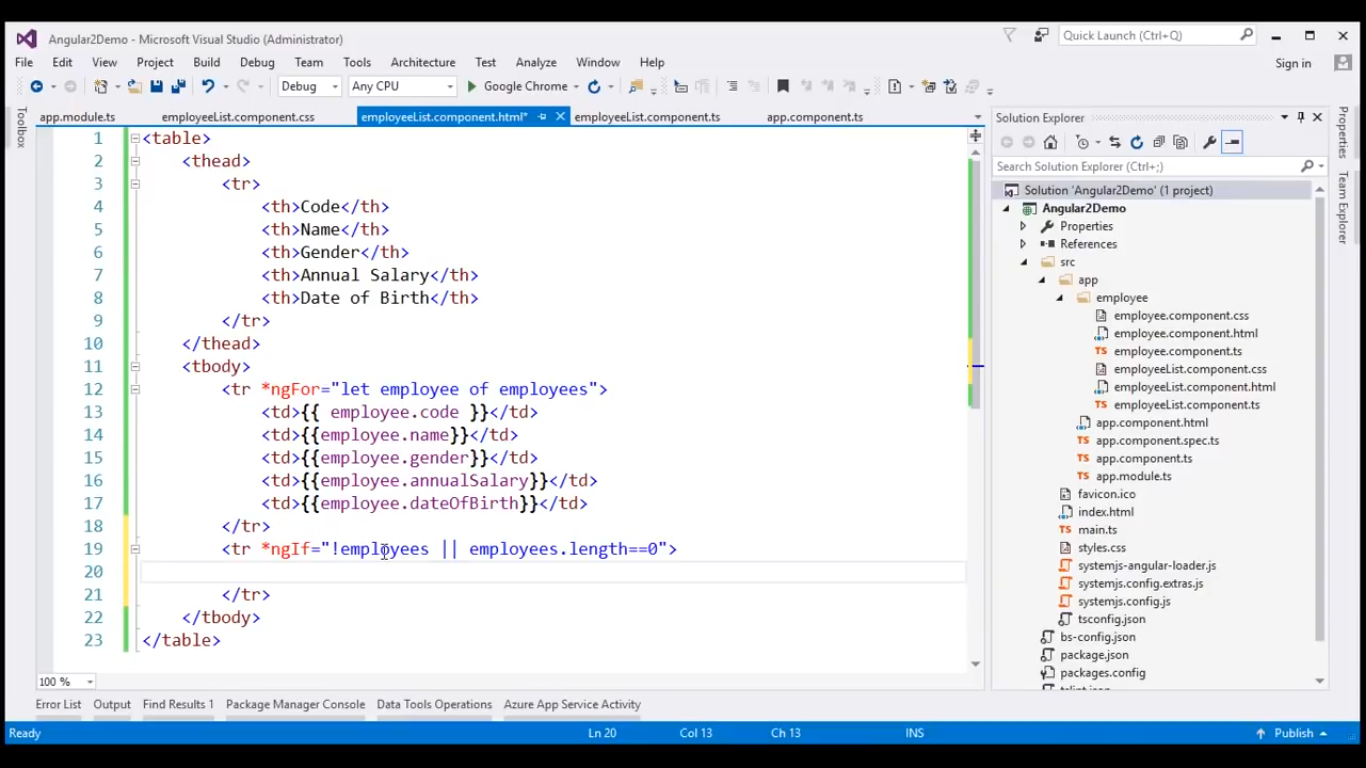 Angular2Demo - Microsoft Visual Studio (Administrator)
Quick Launch (Ctrl+Q)
File Edit View Project Build Debug Team Tools Architecture Test Analyze Window Help
Sign in
Debug Any CPU Google Chrome
Toolbox
app.module.ts employeeList.component.css employeeList.component.html* employeeList.component.ts app.component.ts
1 <table>
2 <thead>
3 <tr>
4 <th>Code</th>
5 <th>Name</th>
6 <th>Gender</th>
7 <th>Annual Salary</th>
8 <th>Date of Birth</th>
9 </tr>
10 </thead>
11 <tbody>
12 <tr *ngFor="let employee of employees">
13 <td>{{ employee.code }}</td>
14 <td>{{employee.name}}</td>
15 <td>{{employee.gender}}</td>
16 <td>{{employee.annualSalary}}</td>
17 <td>{{employee.dateOfBirth}}</td>
18 </tr>
19 <tr *ngIf="!employees || employees.length==0">
20
21 </tr>
22 </tbody>
23 </table>
100 %
Solution Explorer
Search Solution Explorer (Ctrl+;)
Solution 'Angular2Demo' (1 project)
Angular2Demo
Properties
References
src
app
employee
employee.component.css
employee.component.html
employee.component.ts
employeeList.component.css
employeeList.component.html
employeeList.component.ts
app.component.html
app.component.spec.ts
app.component.ts
app.module.ts
favicon.ico
index.html
main.ts
styles.css
systemjs-angular-loader.js
systemjs.config.extras.js
systemjs.config.js
tsconfig.json
bs-config.json
package.json
packages.config
Properties
Team Explorer
Error List Output Find Results 1 Package Manager Console Data Tools Operations Azure App Service Activity
Ready Ln 20 Col 13 Ch 13 INS Publish